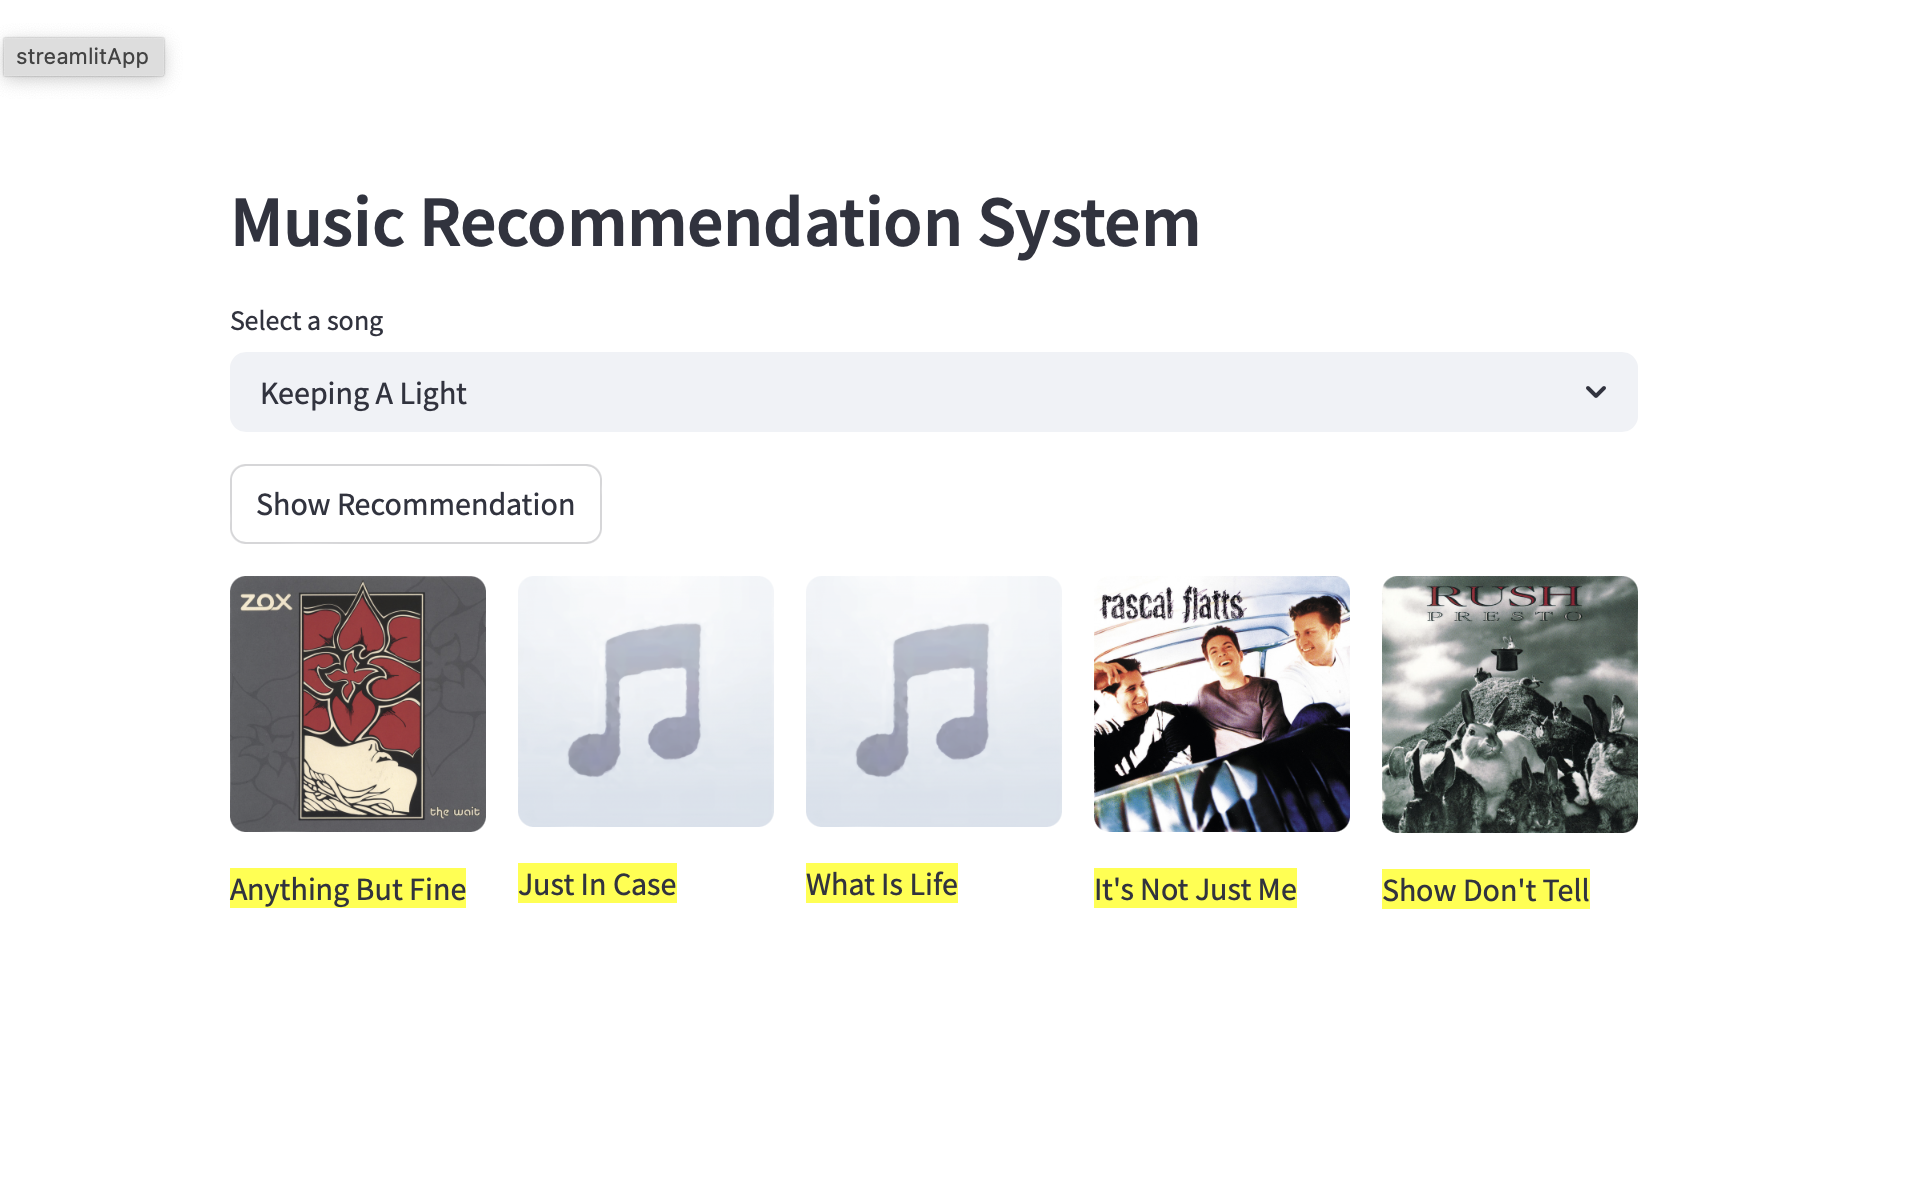 streamlitApp
Music Recommendation System
Select a song
Keeping A Light
Show Recommendation
ZOX
the wait
rascal flatts
RUSH
PRESTO
Anything But Fine
Just In Case
What Is Life
It's Not Just Me
Show Don't Tell